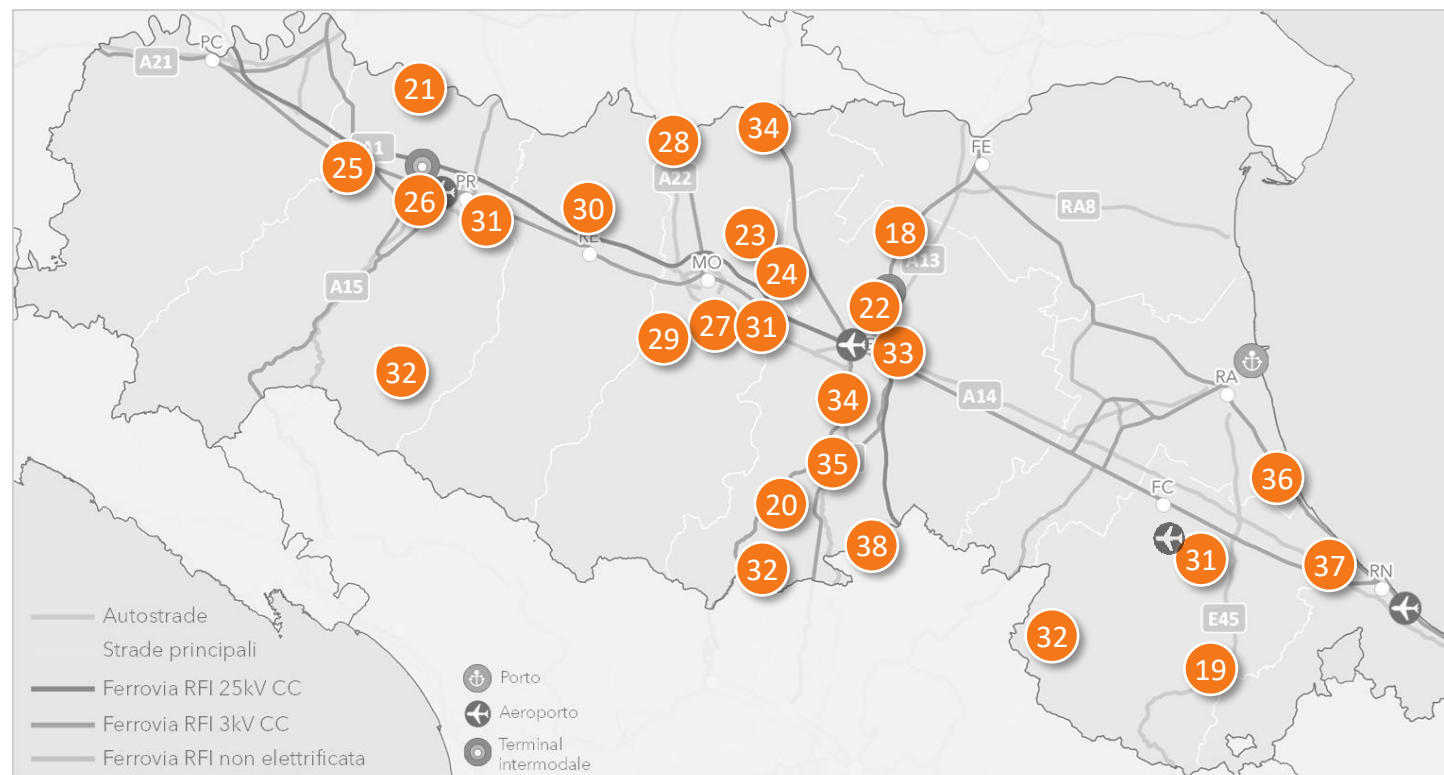 PC
A21
21
34
28
FE
A1
25
A22
PR
26
RA8
31
30
23
18
RE
24
A13
MO
A15
22
27
31
29
33
32
RA
A14
34
35
36
20
FC
38
31
37
32
RN
Autostrade
E45
32
Strade principali
19
Ferrovia RFI 25kV CC
Porto
Ferrovia RFI 3kV CC
Aeroporto
Ferrovia RFI non elettrificata
Terminal
intermodale